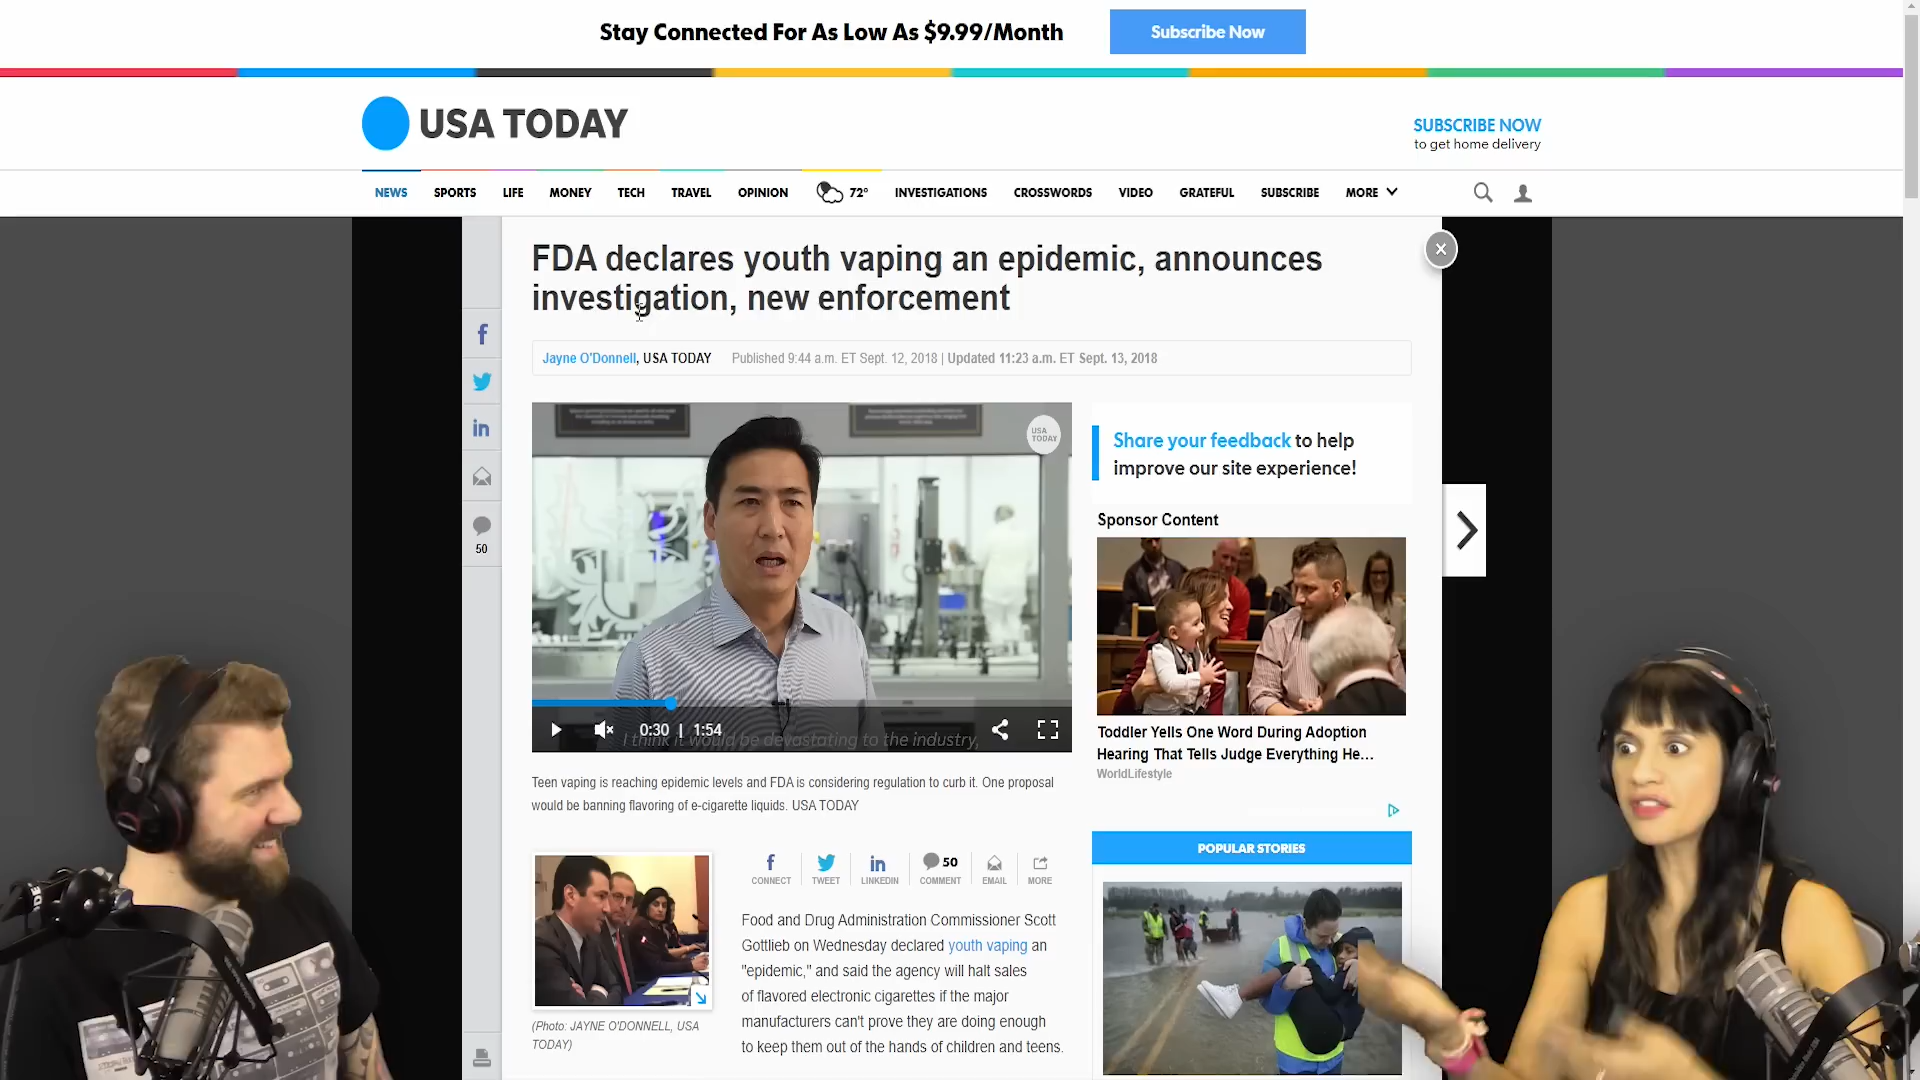 Stay Connected For As Low As $9.99/Month
Subscribe Now
USA TODAY
SUBSCRIBE NOW
to get home delivery
NEWS SPORTS LIFE MONEY TECH TRAVEL OPINION 72° INVESTIGATIONS CROSSWORDS VIDEO GRATEFUL SUBSCRIBE MORE
FDA declares youth vaping an epidemic, announces
investigation, new enforcement
Jayne O'Donnell, USA TODAY Published 9:44 a.m. ET Sept. 12, 2018 | Updated 11:23 a.m. ET Sept. 13, 2018
50
USA
TODAY
0:30 | 1:54
I think it would be devastating to the industry,
Teen vaping is reaching epidemic levels and FDA is considering regulation to curb it. One proposal
would be banning flavoring of e-cigarette liquids. USA TODAY
(Photo: JAYNE O'DONNELL, USA
TODAY)
50
CONNECT TWEET LINKEDIN COMMENT EMAIL MORE
Food and Drug Administration Commissioner Scott
Gottlieb on Wednesday declared youth vaping an
"epidemic," and said the agency will halt sales
of flavored electronic cigarettes if the major
manufacturers can't prove they are doing enough
to keep them out of the hands of children and teens.
Share your feedback to help
improve our site experience!
Sponsor Content
Toddler Yells One Word During Adoption
Hearing That Tells Judge Everything He...
WorldLifestyle
POPULAR STORIES